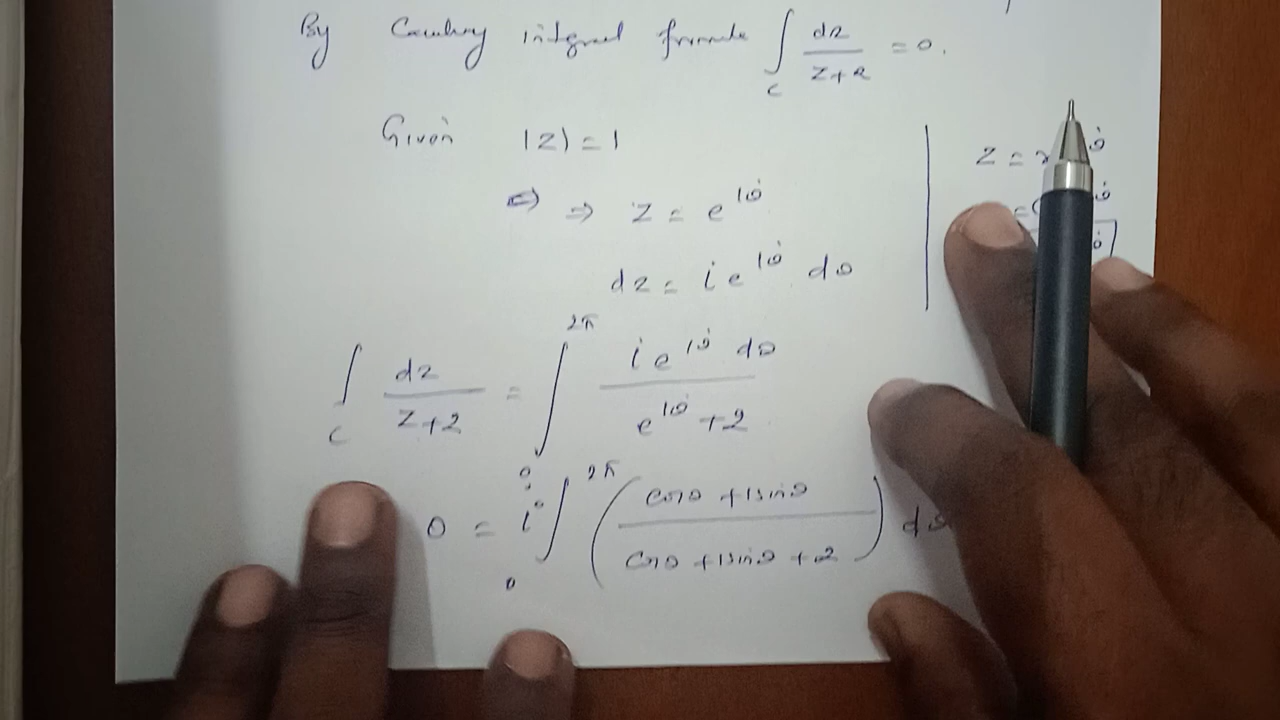 By Cauchy integral formula ∫_C dz/(z+2) = 0.
Given |z| = 1
⇒ z = e^{iθ}
dz = i e^{iθ} dθ
z =
∫_C dz/(z+2) = ∫_0^{2π} i e^{iθ} dθ/(e^{iθ}+2)
0 = i ∫_0^{2π} ((cosθ + i sinθ)/(cosθ + i sinθ + 2)) dθ